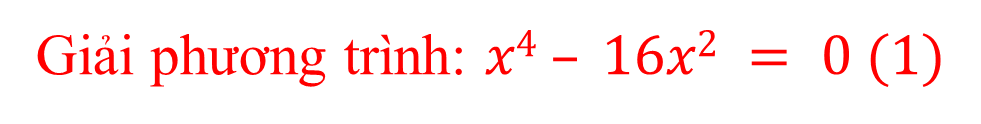 Giải phương trình: 𝑥⁴ – 16𝑥² = 0 (1)